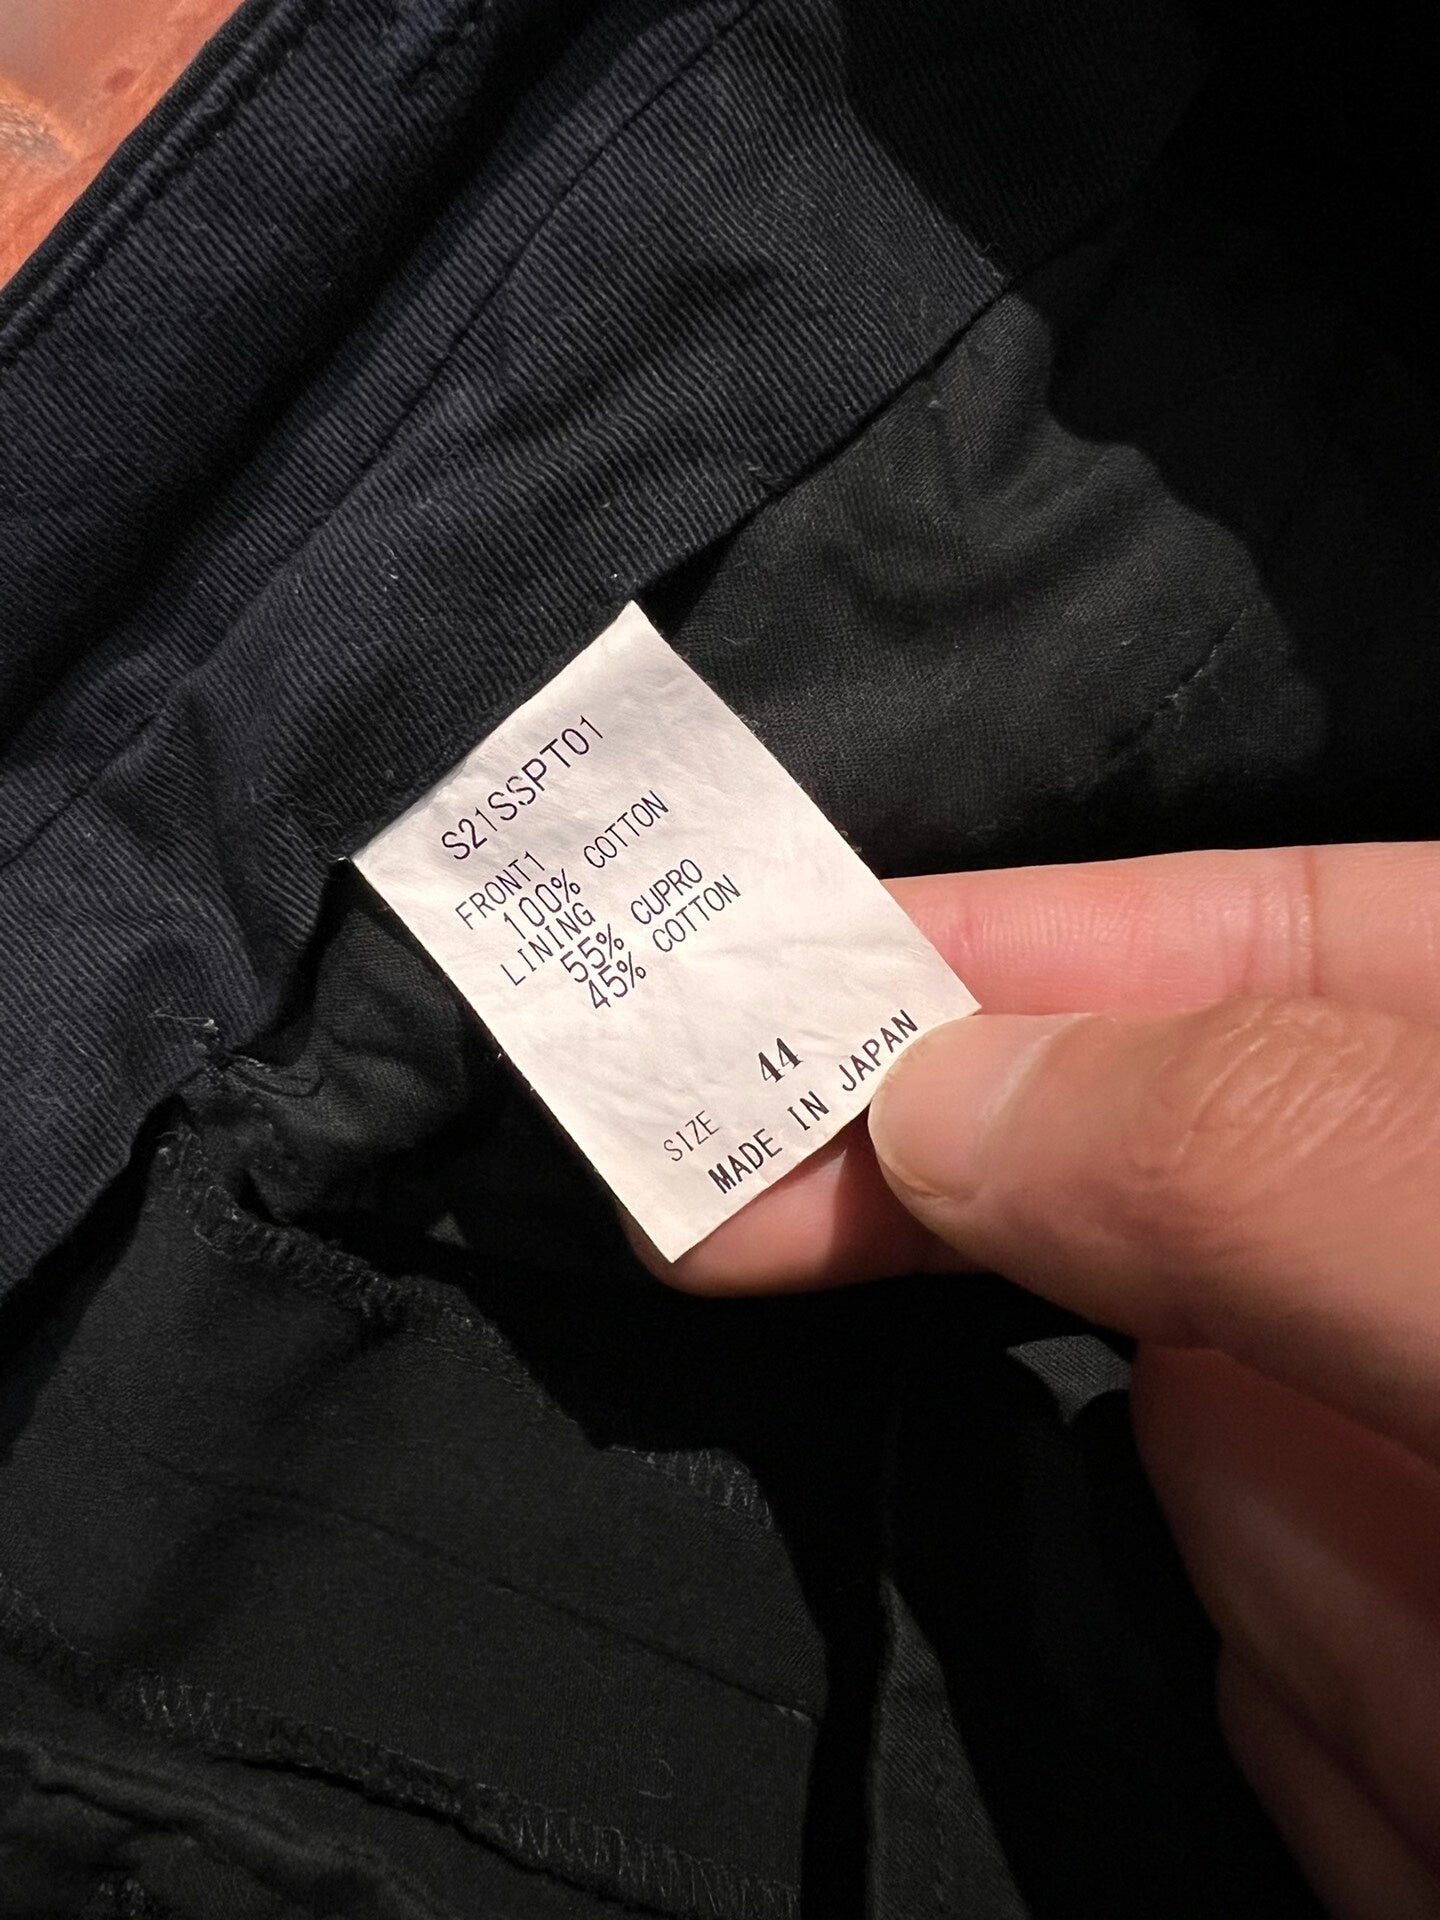 S21SSPT01
FRONT1
100% COTTON
LINING
55% CUPRO
45% COTTON
SIZE 44
MADE IN JAPAN